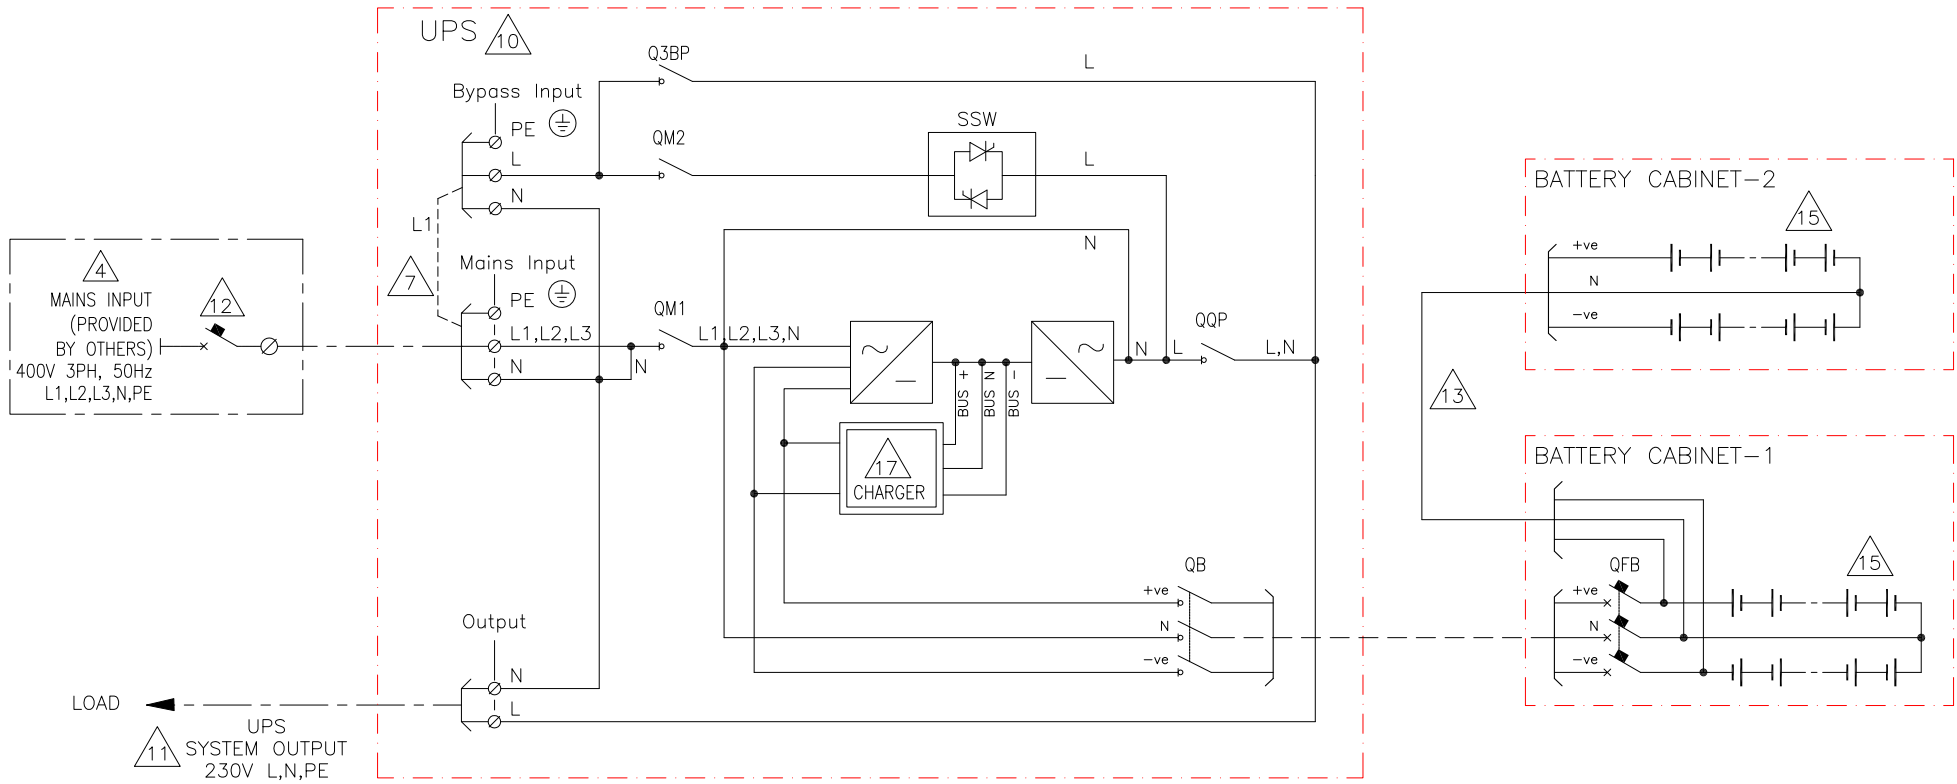 UPS
10
Q3BP
L
Bypass Input
PE
L
N
QM2
SSW
L
L1
7
N
Mains Input
PE
L1,L2,L3
N
N
QM1
L1,L2,L3,N
N
L
QQP
L,N
BUS +
BUS N
BUS -
17
CHARGER
QB
+ve
N
-ve
Output
N
L
4
MAINS INPUT
(PROVIDED
BY OTHERS)
400V 3PH, 50Hz
L1,L2,L3,N,PE
12
LOAD
11
UPS
SYSTEM OUTPUT
230V L,N,PE
BATTERY CABINET-2
15
+ve
N
-ve
13
BATTERY CABINET-1
QFB
15
+ve
N
-ve